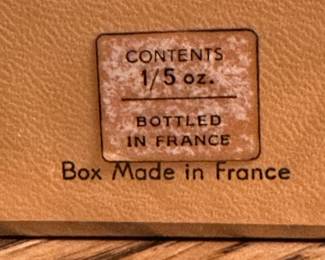 CONTENTS
1/5 oz.
BOTTLED
IN FRANCE
Box Made in France